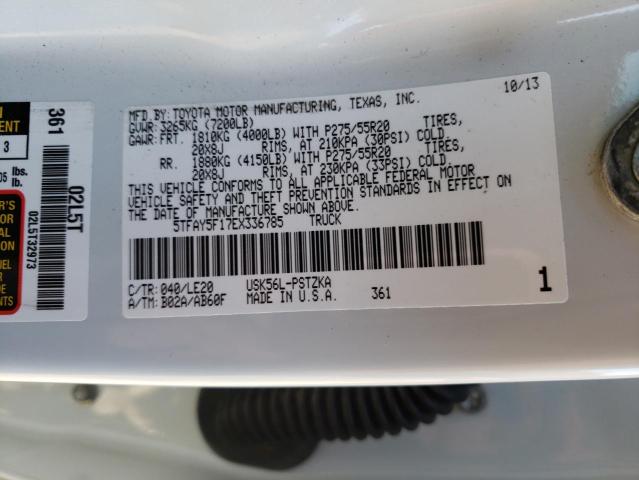 10/13
MFD.BY: TOYOTA MOTOR MANUFACTURING, TEXAS, INC.
GVWR: 3265KG (7200LB)
GAWR: FRT. 1810KG (4000LB) WITH P275/55R20 TIRES,
20X8J RIMS, AT 210KPA (30PSI) COLD
RR. 1880KG (4150LB) WITH P275/55R20 TIRES,
20X8J RIMS, AT 230KPA (33PSI) COLD
THIS VEHICLE CONFORMS TO ALL APPLICABLE FEDERAL MOTOR
VEHICLE SAFETY AND THEFT PREVENTION STANDARDS IN EFFECT ON
THE DATE OF MANUFACTURE SHOWN ABOVE.
5TFAY5F17EX336785 TRUCK
C/TR: 040/LE20 USK56L-PSTZKA
A/TM: B02A/AB60F MADE IN U.S.A. 361
1
361
02L5T
02L5732973
3
lbs.
lb.